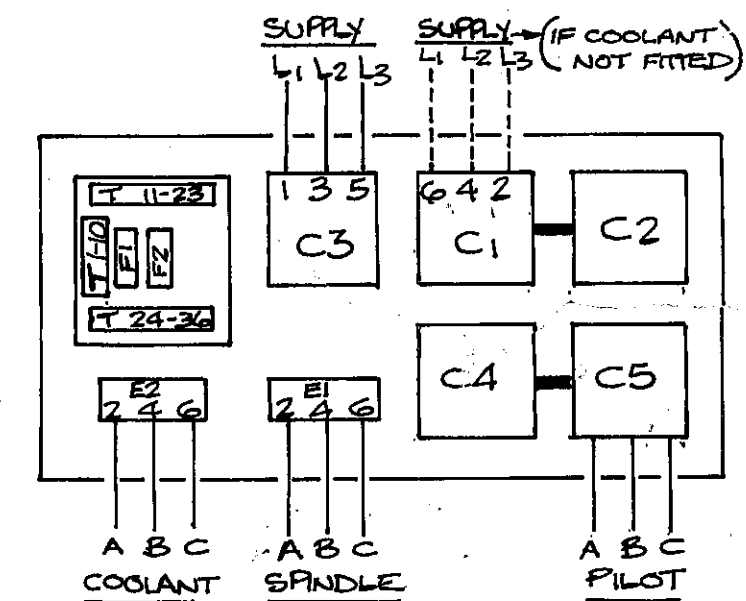 SUPPLY
L1 L2 L3
SUPPLY → (IF COOLANT
NOT FITTED)
L1 L2 L3
T 11-23
T 1-10
F1
F2
T 24-36
1 3 5
C3
6 4 2
C1
C2
C4
C5
E2
2 4 6
E1
2 4 6
A B C
COOLANT
A B C
SPINDLE
A B C
PILOT